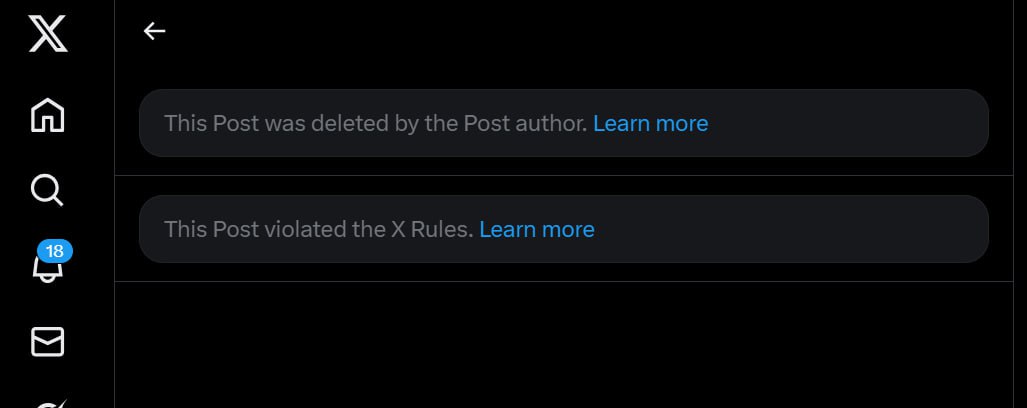 This Post was deleted by the Post author. Learn more
This Post violated the X Rules. Learn more
18